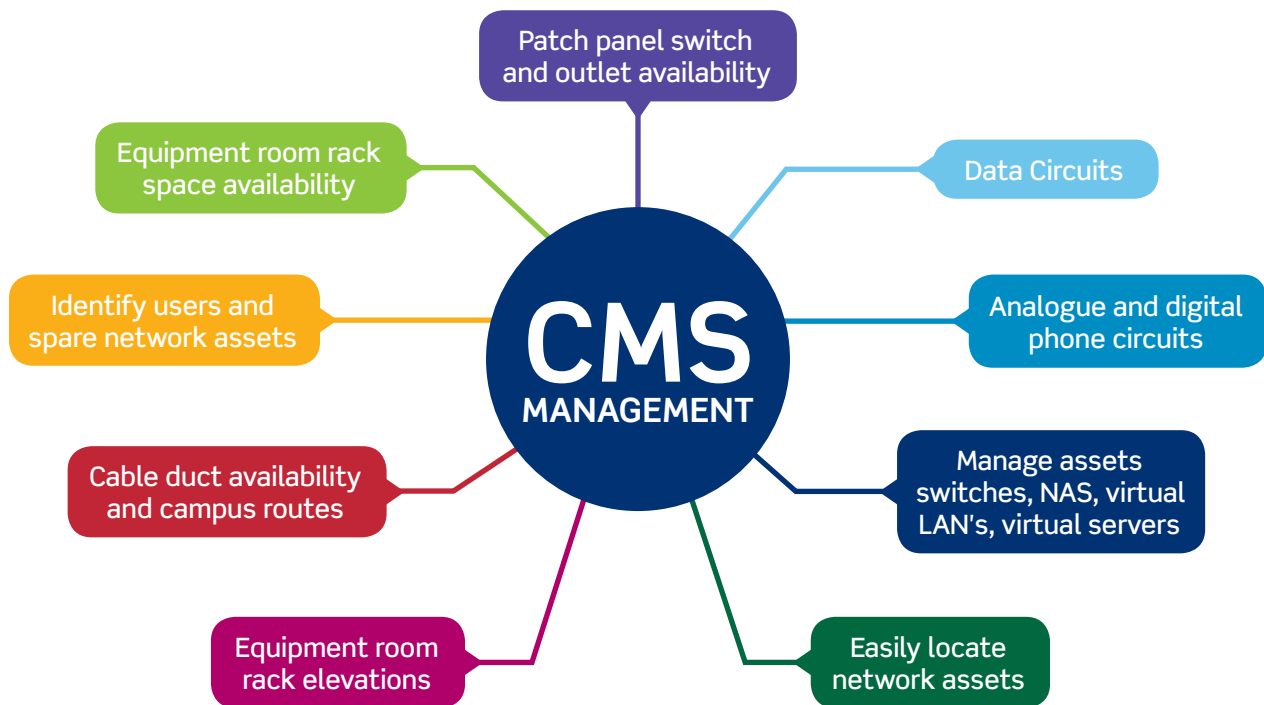 Patch panel switch
and outlet availability
Equipment room rack
space availability
Data Circuits
Identify users and
spare network assets
Analogue and digital
phone circuits
CMS
MANAGEMENT
Cable duct availability
and campus routes
Manage assets
switches, NAS, virtual
LAN's, virtual servers
Equipment room
rack elevations
Easily locate
network assets